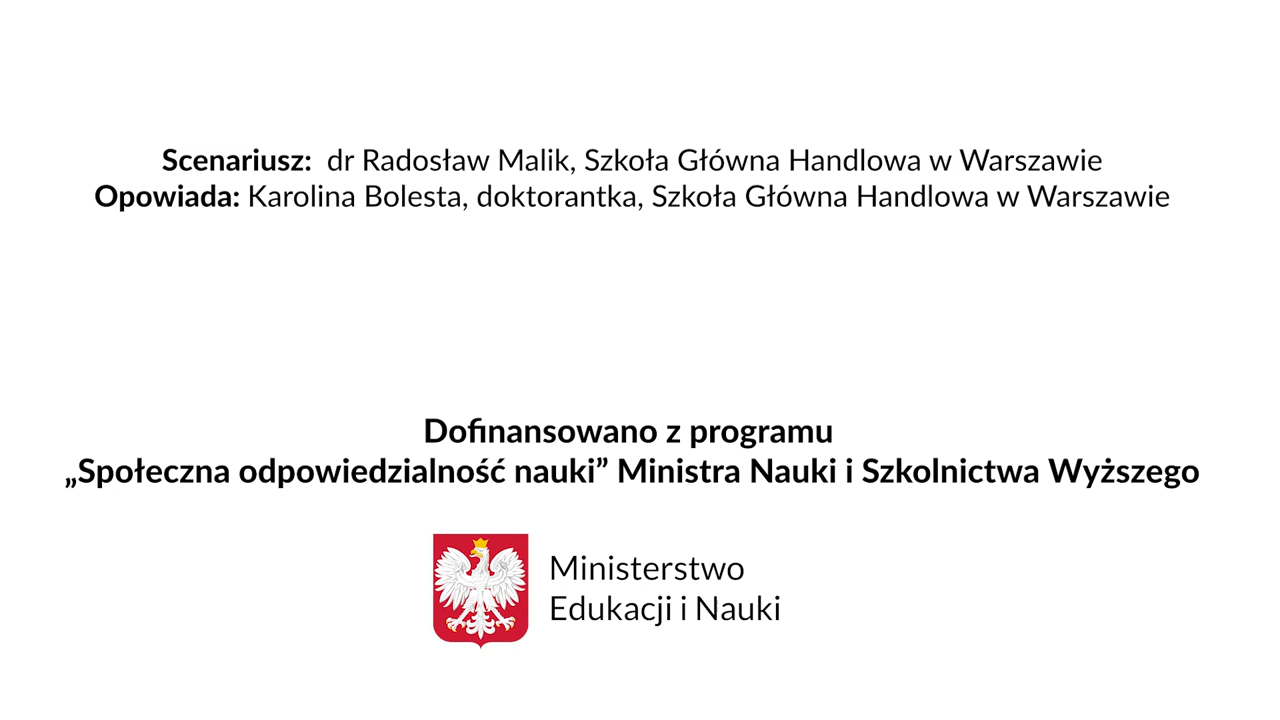 Scenariusz: dr Radosław Malik, Szkoła Główna Handlowa w Warszawie
Opowiada: Karolina Bolesta, doktorantka, Szkoła Główna Handlowa w Warszawie
Dofinansowano z programu
„Społeczna odpowiedzialność nauki” Ministra Nauki i Szkolnictwa Wyższego
Ministerstwo
Edukacji i Nauki